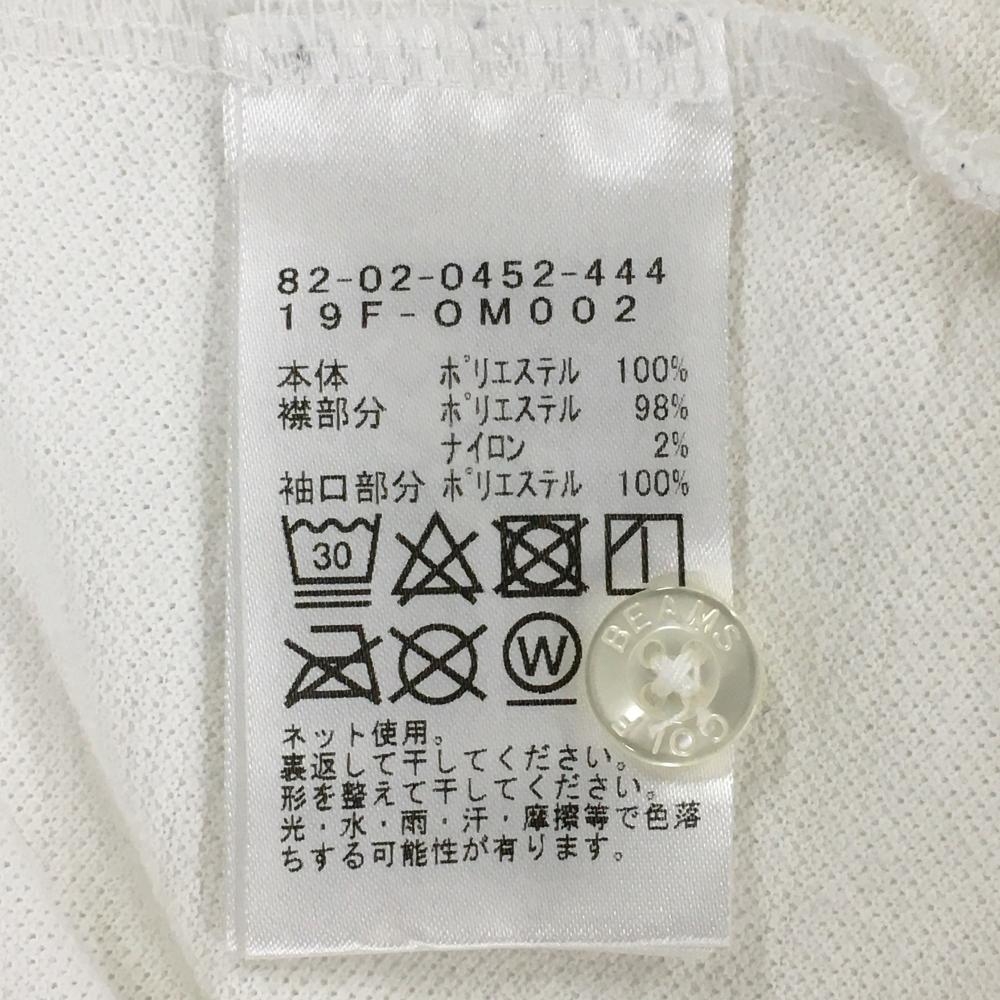 82-02-0452-444
19F-OM002
本体 ポリエステル 100%
襟部分 ポリエステル 98%
ナイロン 2%
袖口部分 ポリエステル 100%
30
W
BEAMS
GOLF
ネット使用。
裏返して干してください。
形を整えて干してください。
光・水・雨・汗・摩擦等で色落
ちする可能性が有ります。